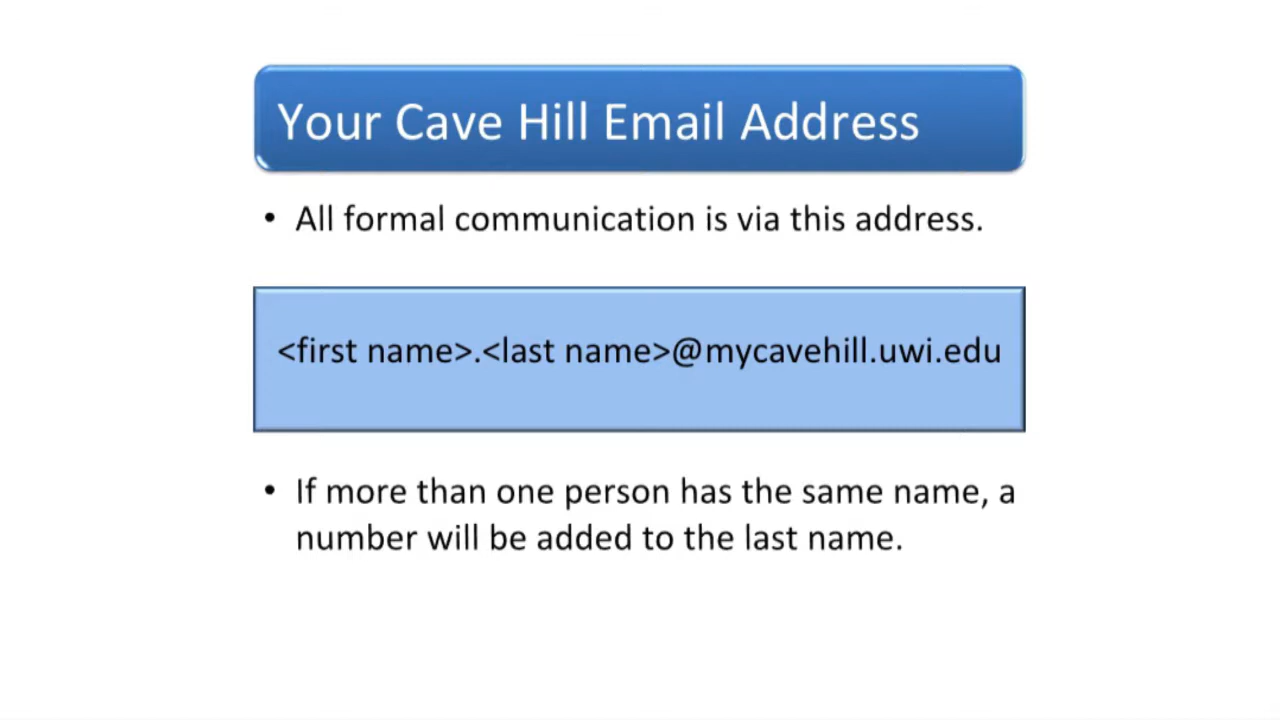 Your Cave Hill Email Address
• All formal communication is via this address.
<first name>.<last name>@mycavehill.uwi.edu
• If more than one person has the same name, a
number will be added to the last name.